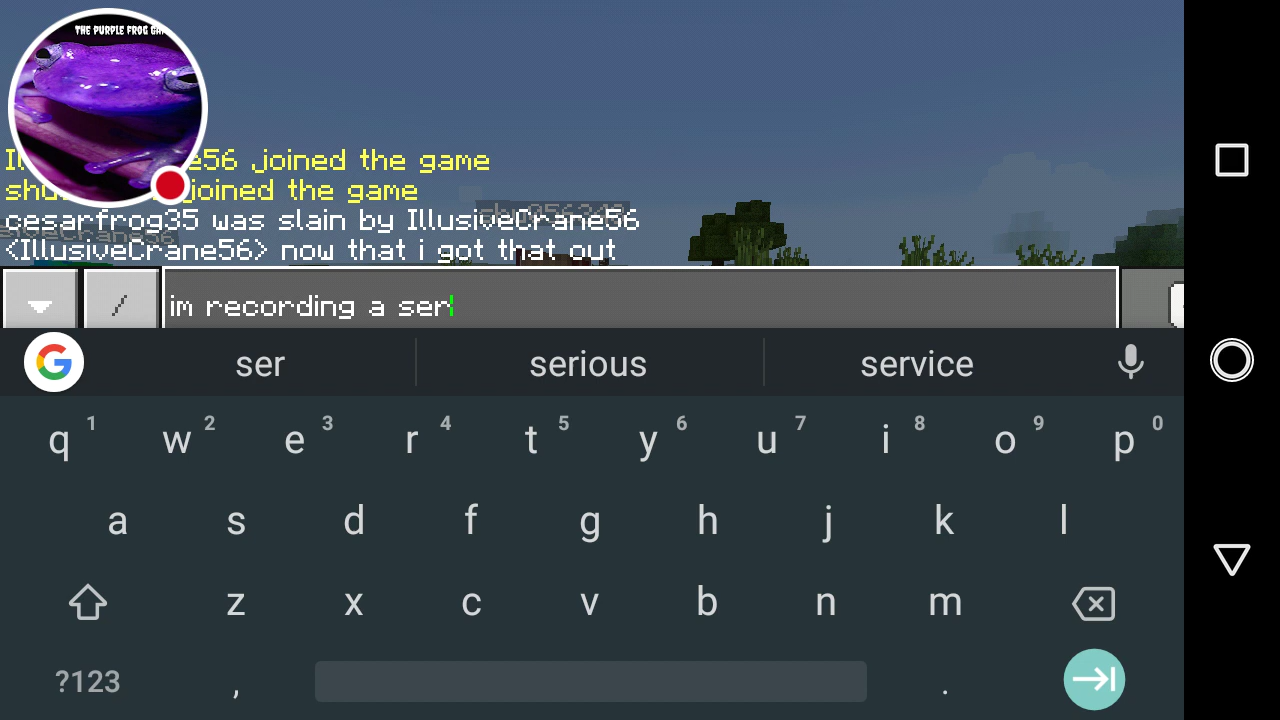 THE PURPLE FROG GA
e56 joined the game
joined the game
cesarfrog35 was slain by IllusiveCrane56
<IllusiveCrane56> now that i got that out
/ im recording a ser
G ser serious service
q 1 w 2 e 3 r 4 t 5 y 6 u 7 i 8 o 9 p 0
a s d f g h j k l
z x c v b n m
?123 , .